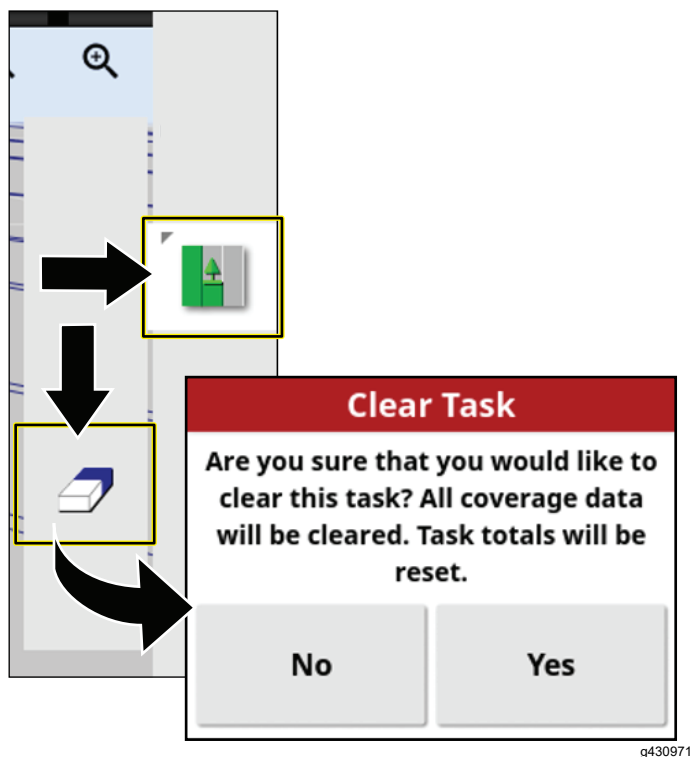 Clear Task
Are you sure that you would like to
clear this task? All coverage data
will be cleared. Task totals will be
reset.
No
Yes
g430971